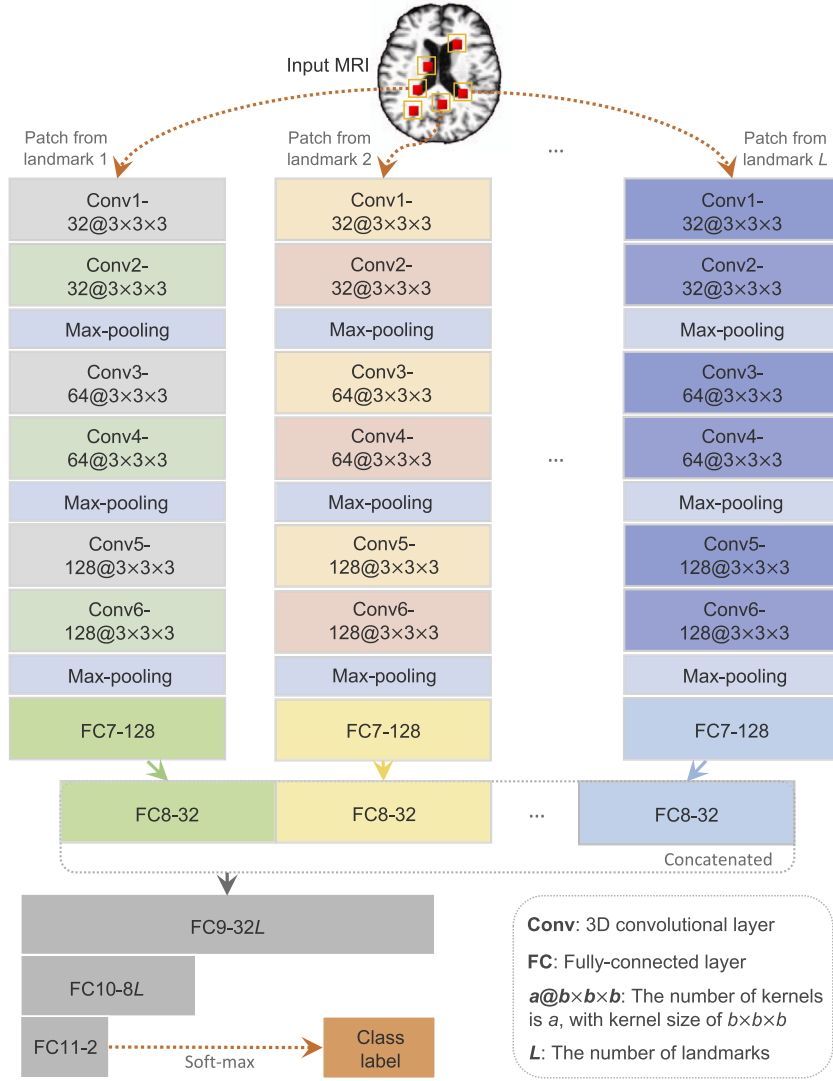 Input MRI
Patch from
landmark 1
Patch from
landmark 2
...
Patch from
landmark L
Conv1-
32@3×3×3
Conv2-
32@3×3×3
Max-pooling
Conv3-
64@3×3×3
Conv4-
64@3×3×3
Max-pooling
Conv5-
128@3×3×3
Conv6-
128@3×3×3
Max-pooling
FC7-128
Conv1-
32@3×3×3
Conv2-
32@3×3×3
Max-pooling
Conv3-
64@3×3×3
Conv4-
64@3×3×3
Max-pooling
Conv5-
128@3×3×3
Conv6-
128@3×3×3
Max-pooling
FC7-128
...
Conv1-
32@3×3×3
Conv2-
32@3×3×3
Max-pooling
Conv3-
64@3×3×3
Conv4-
64@3×3×3
Max-pooling
Conv5-
128@3×3×3
Conv6-
128@3×3×3
Max-pooling
FC7-128
FC8-32
FC8-32
...
FC8-32
Concatenated
FC9-32L
FC10-8L
FC11-2
Soft-max
Class
label
Conv: 3D convolutional layer
FC: Fully-connected layer
a@b×b×b: The number of kernels
is a, with kernel size of b×b×b
L: The number of landmarks